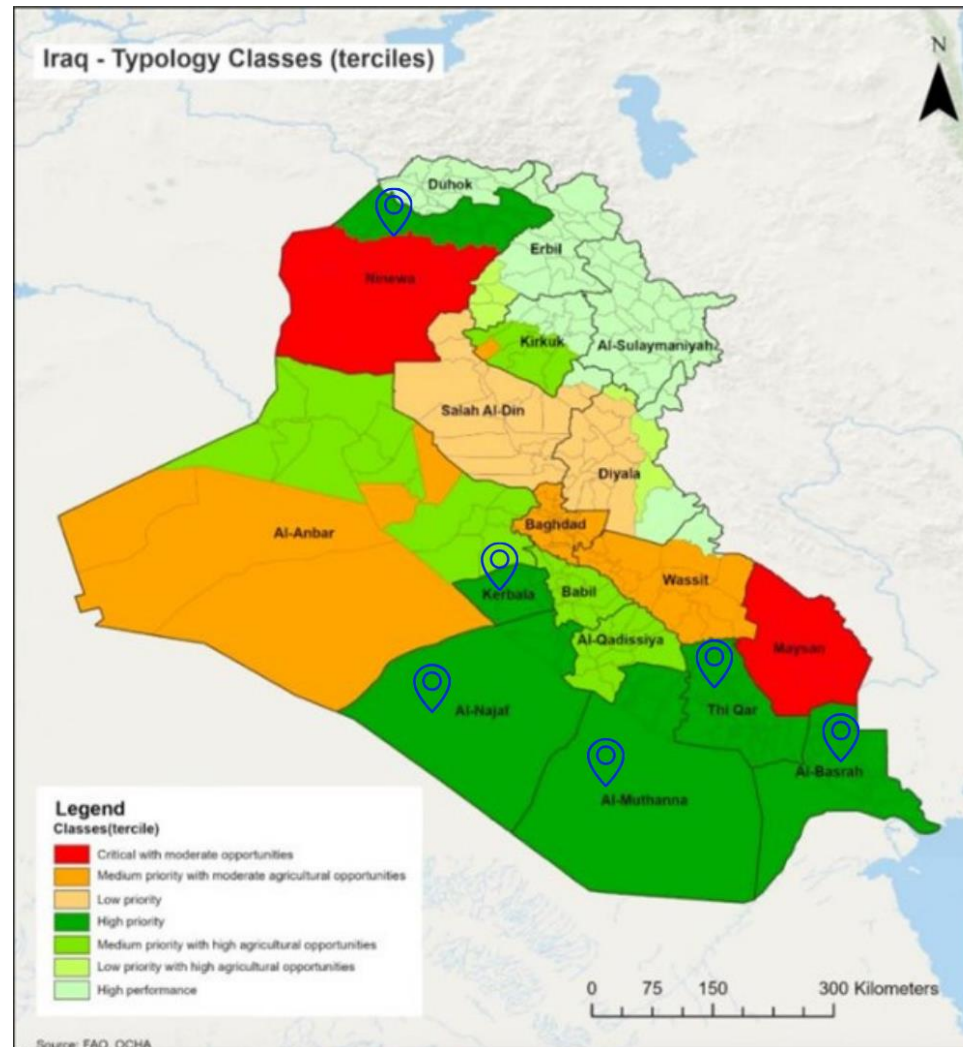 Iraq - Typology Classes (terciles)
N
Duhok
Ninewa
Erbil
Kirkuk
Al-Sulaymaniyah
Salah Al-Din
Diyala
Al-Anbar
Baghdad
Wassit
Kerbala
Babil
Al-Qadissiya
Maysan
Al-Najaf
Thi Qar
Al-Basrah
Al-Muthanna
Legend
Classes(tercile)
Critical with moderate opportunities
Medium priority with moderate agricultural opportunities
Low priority
High priority
Medium priority with high agricultural opportunities
Low priority with high agricultural opportunities
High performance
0 75 150 300 Kilometers
Source: FAO, OCHA